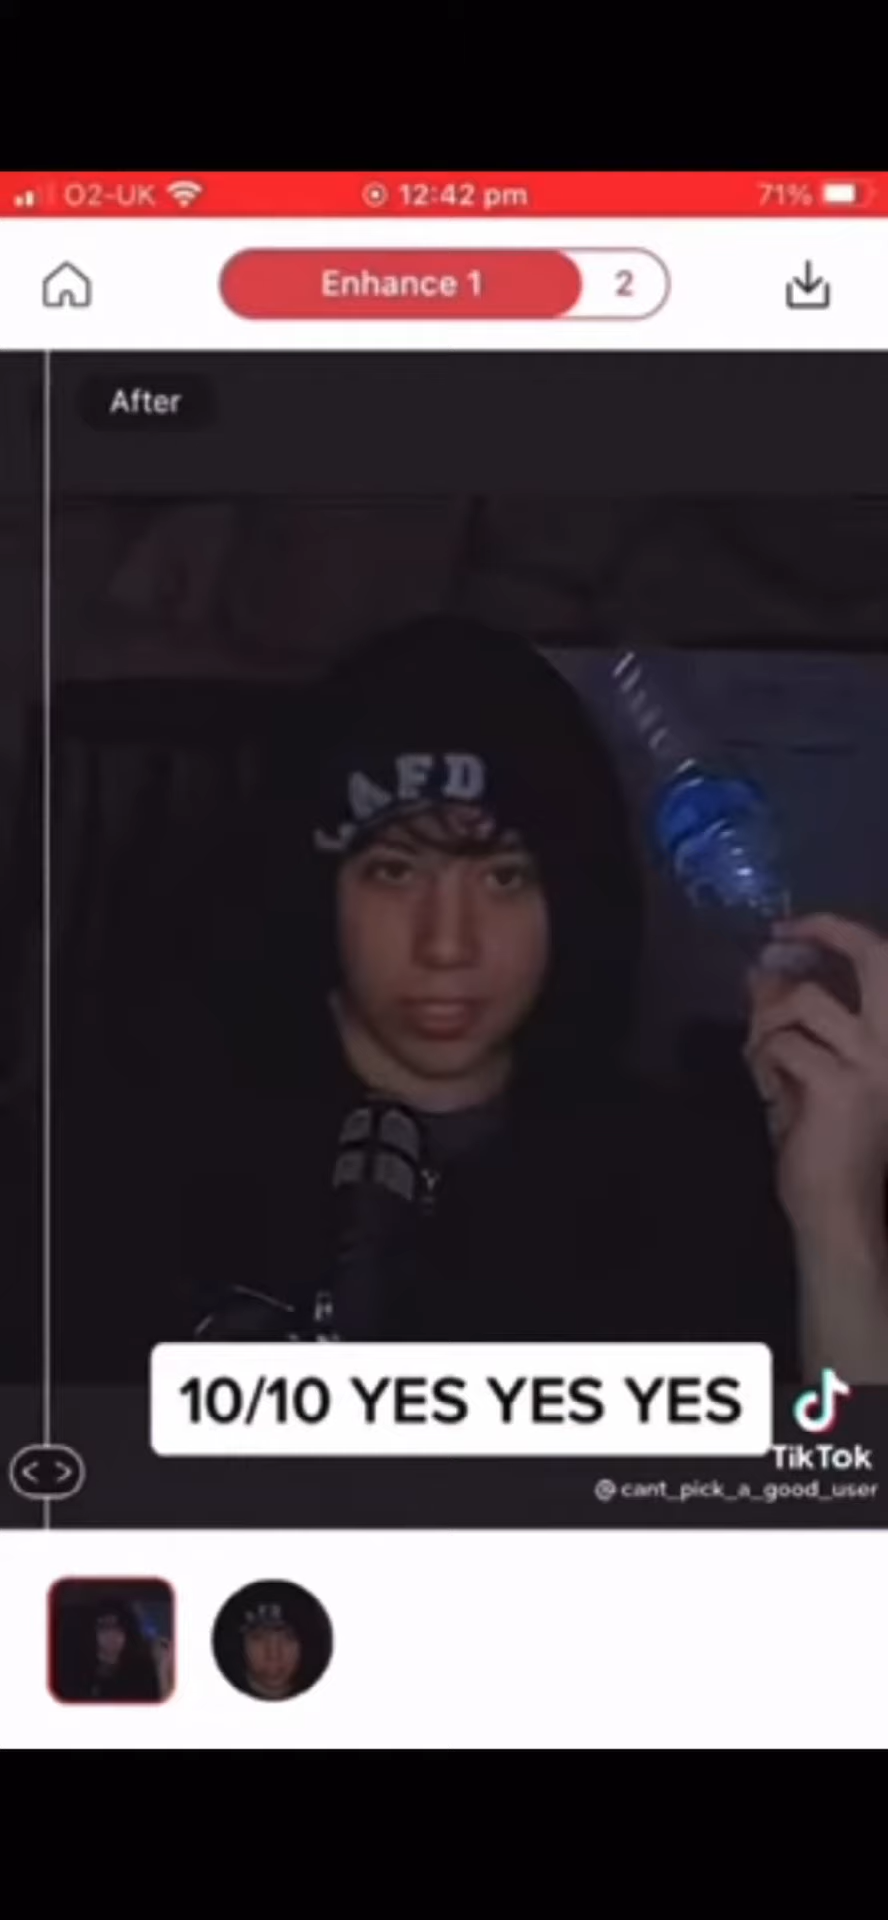 O2-UK 12:42 pm 71%
Enhance 1 2
After
AFD
10/10 YES YES YES
TikTok
@cant_pick_a_good_user